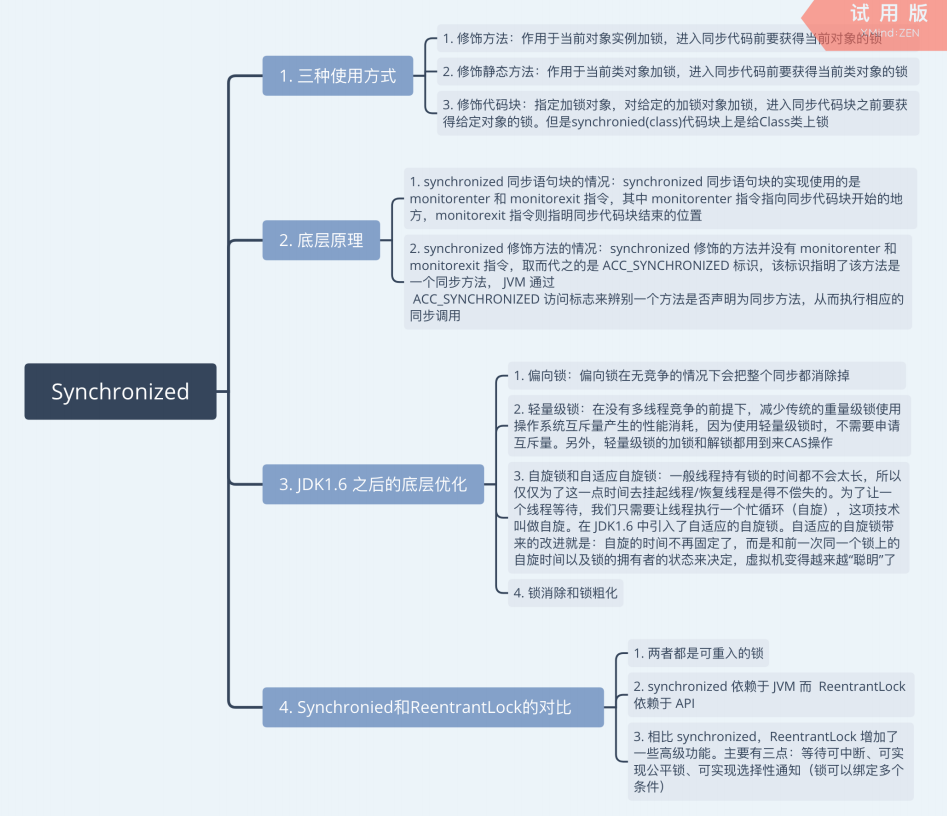 试用版
XMind:ZEN
1. 三种使用方式
1. 修饰方法：作用于当前对象实例加锁，进入同步代码前要获得当前对象的锁
2. 修饰静态方法：作用于当前类对象加锁，进入同步代码前要获得当前类对象的锁
3. 修饰代码块：指定加锁对象，对给定的加锁对象加锁，进入同步代码块之前要获
得给定对象的锁。但是synchronied(class)代码块上是给Class类上锁
2. 底层原理
1. synchronized 同步语句块的情况：synchronized 同步语句块的实现使用的是
monitorenter 和 monitorexit 指令，其中 monitorenter 指令指向同步代码块开始的地
方，monitorexit 指令则指明同步代码块结束的位置
2. synchronized 修饰方法的情况：synchronized 修饰的方法并没有 monitorenter 和
monitorexit 指令，取而代之的是 ACC_SYNCHRONIZED 标识，该标识指明了该方法是
一个同步方法， JVM 通过
ACC_SYNCHRONIZED 访问标志来辨别一个方法是否声明为同步方法，从而执行相应的
同步调用
Synchronized
3. JDK1.6 之后的底层优化
1. 偏向锁：偏向锁在无竞争的情况下会把整个同步都消除掉
2. 轻量级锁：在没有多线程竞争的前提下，减少传统的重量级锁使用
操作系统互斥量产生的性能消耗，因为使用轻量级锁时，不需要申请
互斥量。另外，轻量级锁的加锁和解锁都用到来CAS操作
3. 自旋锁和自适应自旋锁：一般线程持有锁的时间都不会太长，所以
仅仅为了这一点时间去挂起线程/恢复线程是得不偿失的。为了让一
个线程等待，我们只需要让线程执行一个忙循环（自旋），这项技术
叫做自旋。在 JDK1.6 中引入了自适应的自旋锁。自适应的自旋锁带
来的改进就是：自旋的时间不再固定了，而是和前一次同一个锁上的
自旋时间以及锁的拥有者的状态来决定，虚拟机变得越来越“聪明”了
4. 锁消除和锁粗化
4. Synchronied和ReentrantLock的对比
1. 两者都是可重入的锁
2. synchronized 依赖于 JVM 而 ReentrantLock
依赖于 API
3. 相比 synchronized，ReentrantLock 增加了
一些高级功能。主要有三点：等待可中断、可实
现公平锁、可实现选择性通知（锁可以绑定多个
条件）